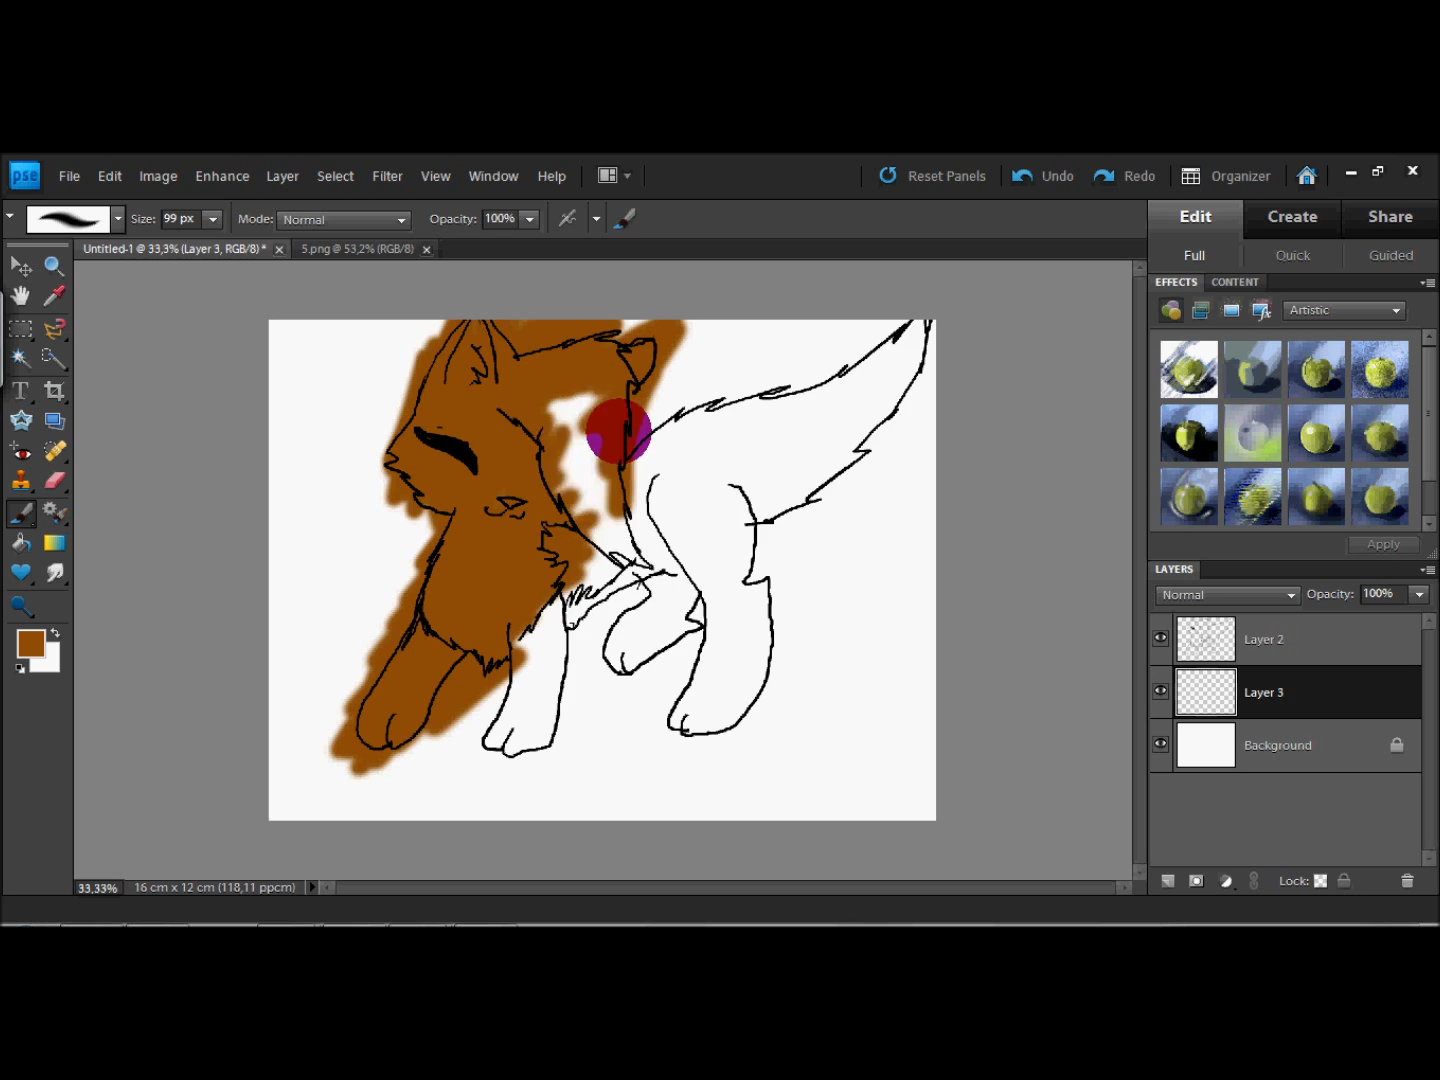 pse File Edit Image Enhance Layer Select Filter View Window Help Reset Panels Undo Redo Organizer
Size: 99 px Mode: Normal Opacity: 100% Edit Create Share
Untitled-1 @ 33,3% (Layer 3, RGB/8) * 5.png @ 53,2% (RGB/8) Full Quick Guided
EFFECTS CONTENT
Artistic
T
Apply
LAYERS
Normal Opacity: 100%
Layer 2
Layer 3
Background
33,33% 16 cm x 12 cm (118,11 ppcm) Lock: